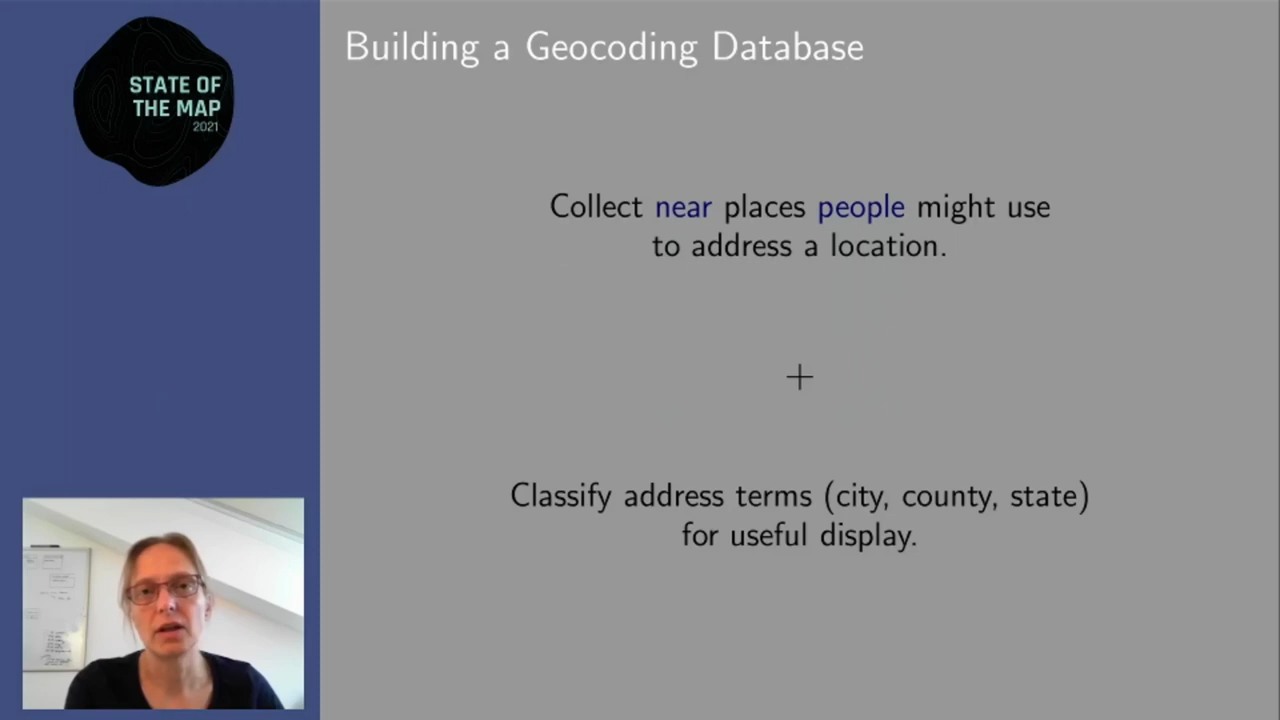 STATE OF
THE MAP
2021
Building a Geocoding Database
Collect near places people might use
to address a location.
+
Classify address terms (city, county, state)
for useful display.